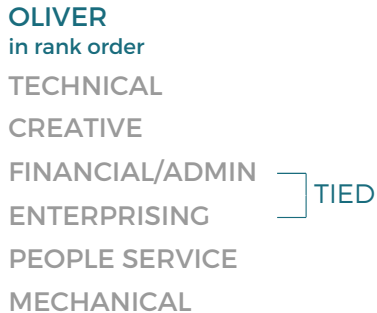 OLIVER
in rank order
TECHNICAL
CREATIVE
FINANCIAL/ADMIN
TIED
ENTERPRISING
PEOPLE SERVICE
MECHANICAL